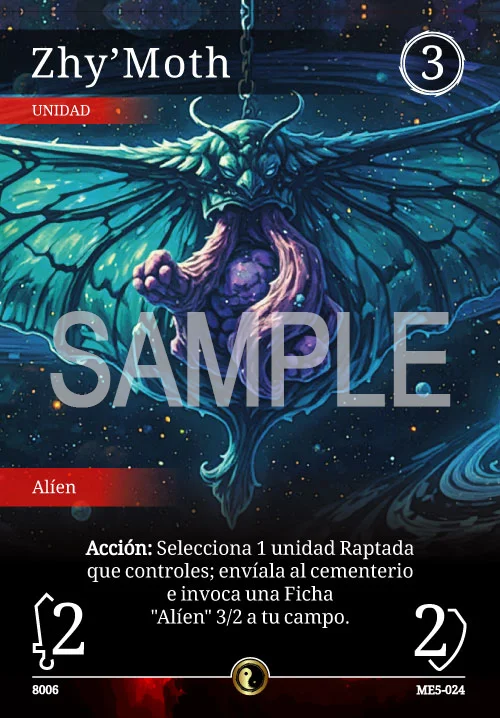 Zhy’Moth
3
UNIDAD
SAMPLE
Alíen
Acción: Selecciona 1 unidad Raptada
que controles; envíala al cementerio
e invoca una Ficha
"Alíen" 3/2 a tu campo.
2
2
8006
ME5-024